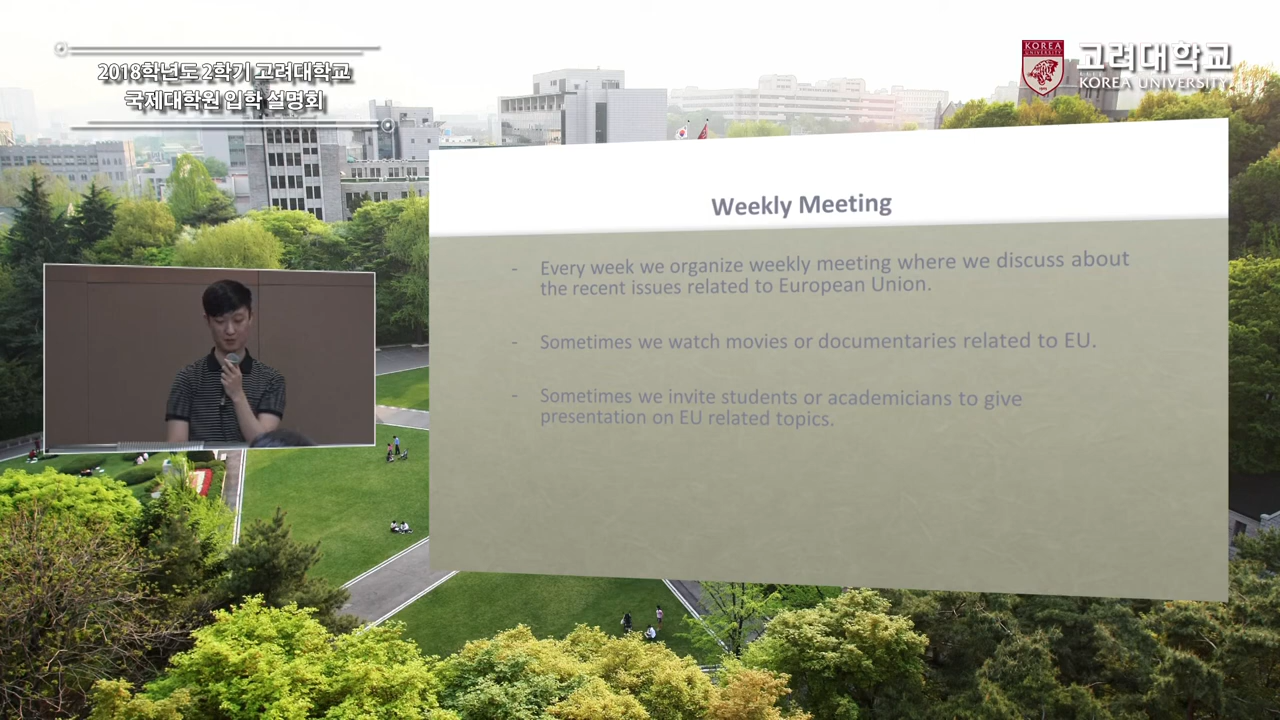 2018학년도 2학기 고려대학교
국제대학원 입학 설명회
KOREA
고려대학교
KOREA UNIVERSITY
Weekly Meeting
- Every week we organize weekly meeting where we discuss about
the recent issues related to European Union.
- Sometimes we watch movies or documentaries related to EU.
- Sometimes we invite students or academicians to give
presentation on EU related topics.